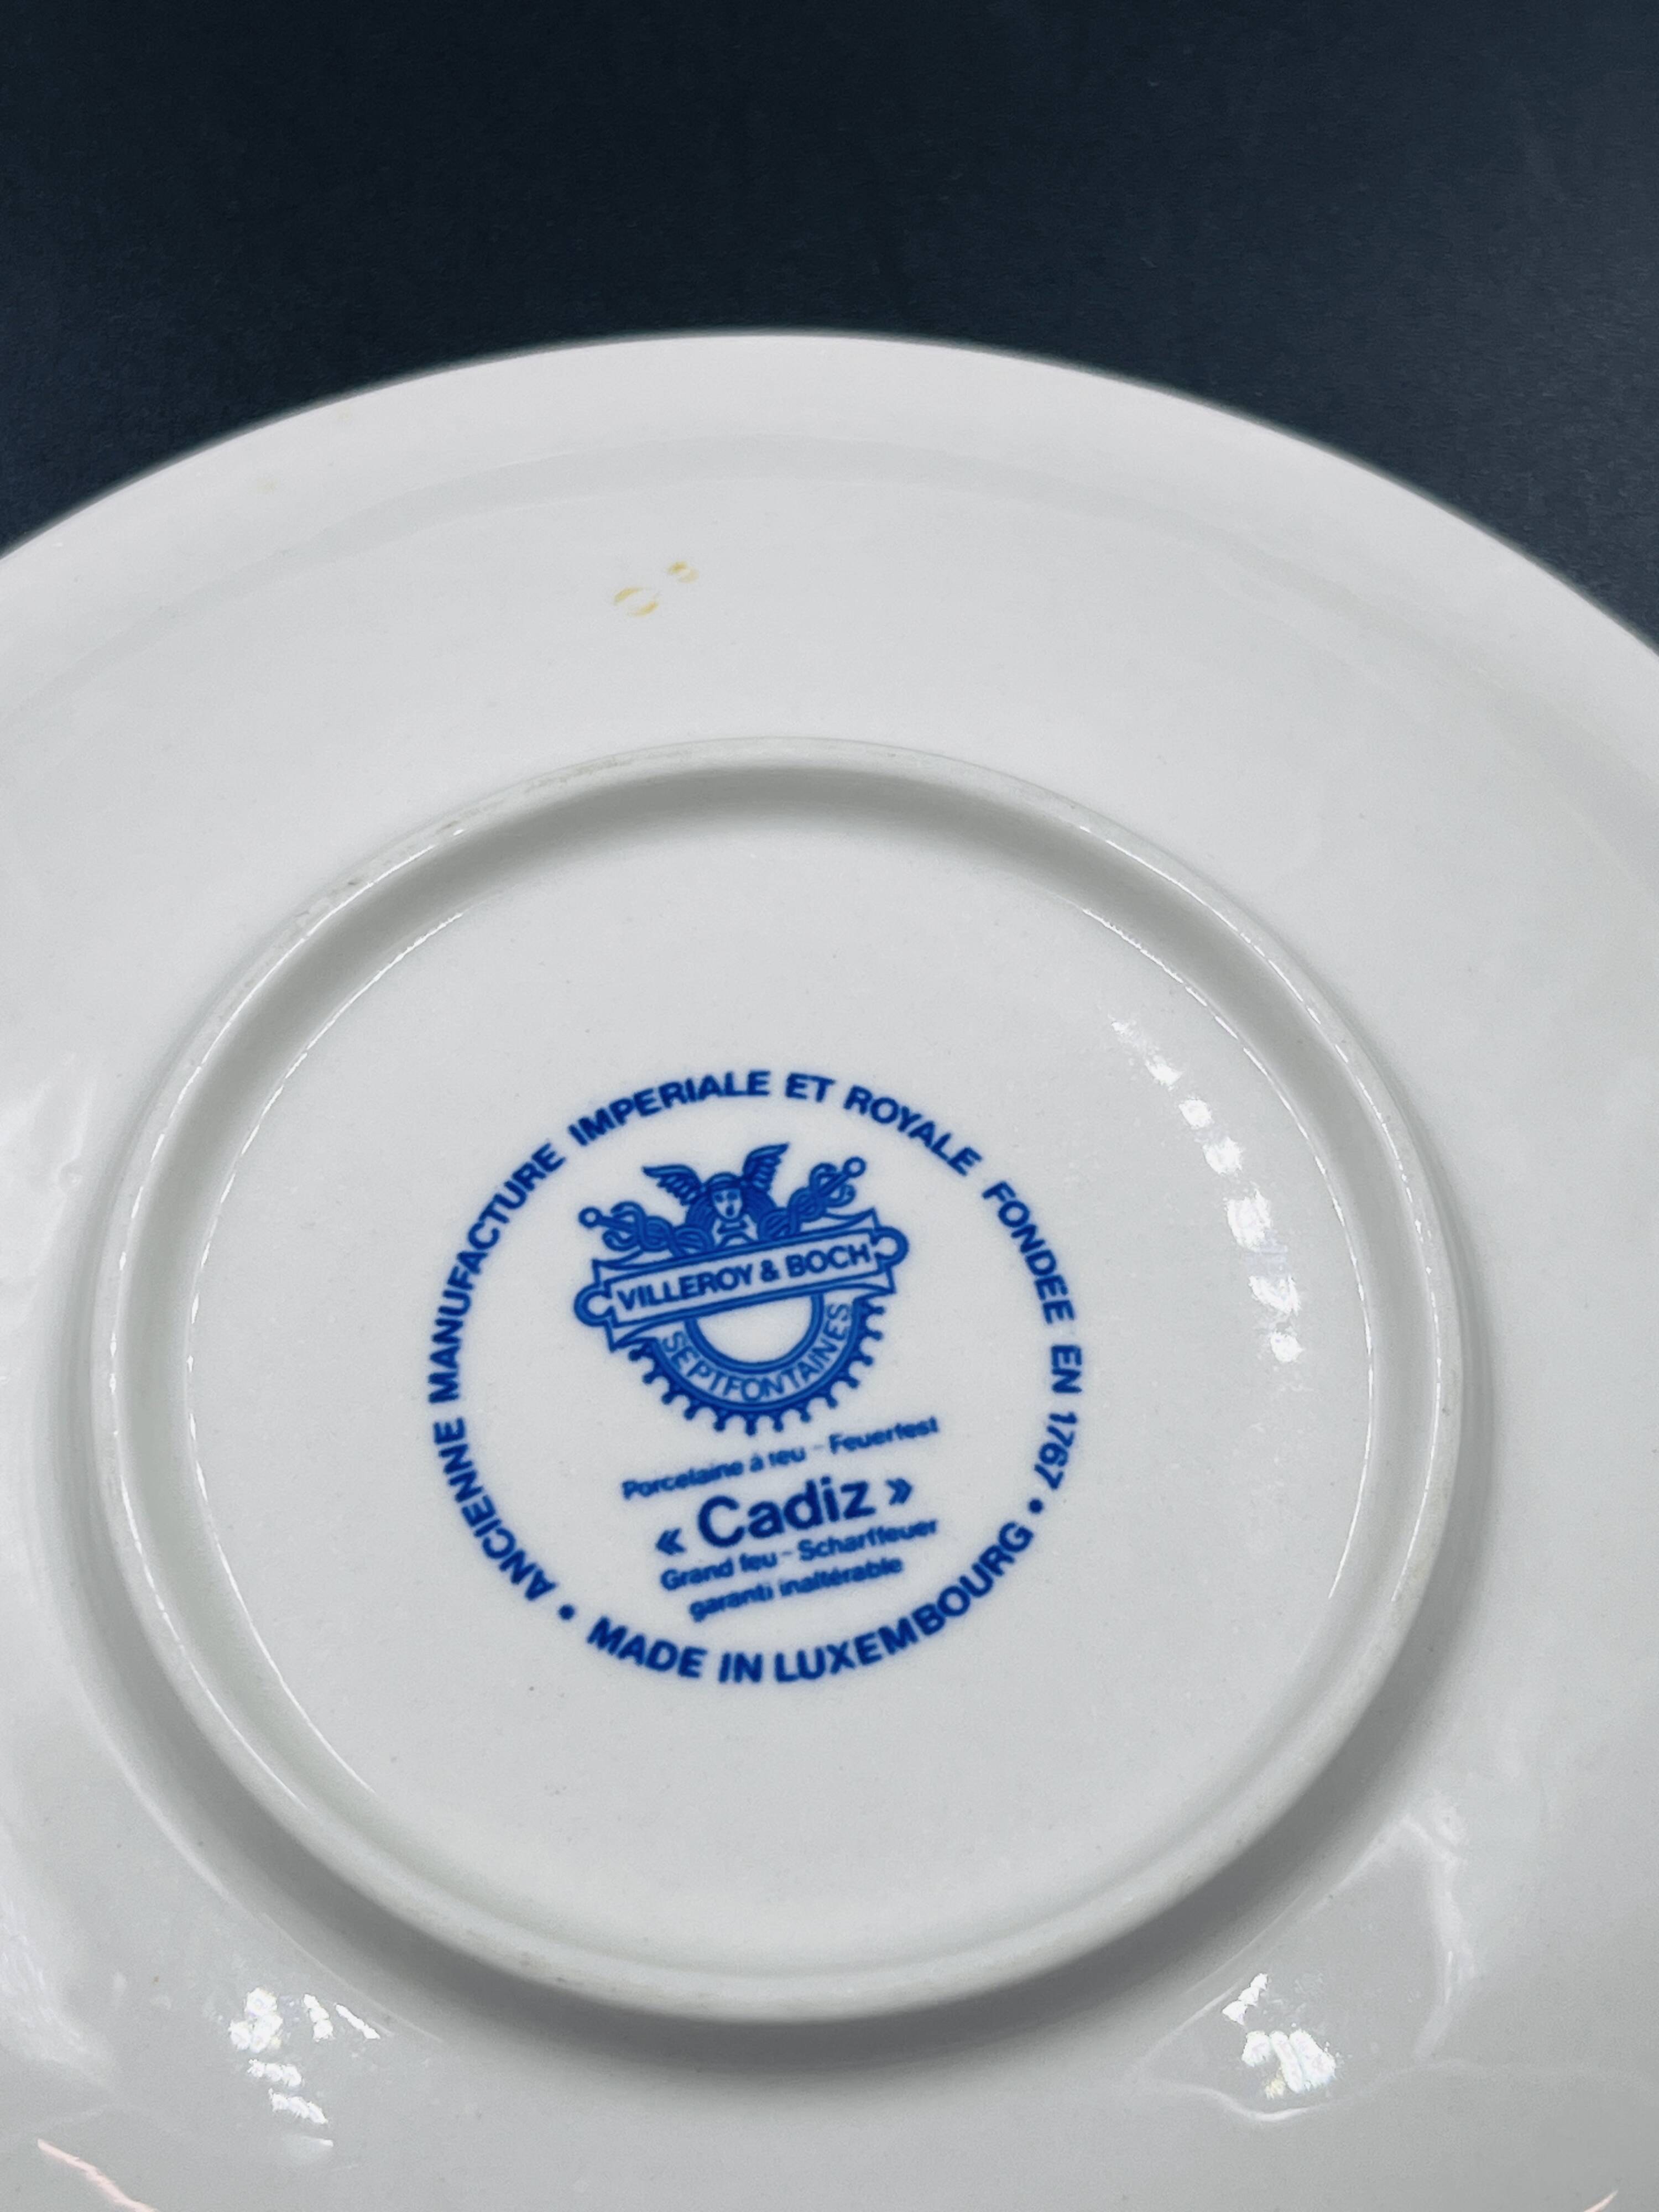 ANCIENNE MANUFACTURE IMPERIALE ET ROYALE FONDEE EN 1767 •
VILLEROY & BOCH
SEPTFONTAINES
Porcelaine à feu - Feuerfest
« Cadiz »
Grand feu - Scharffeuer
garanti inaltérable
• MADE IN LUXEMBOURG